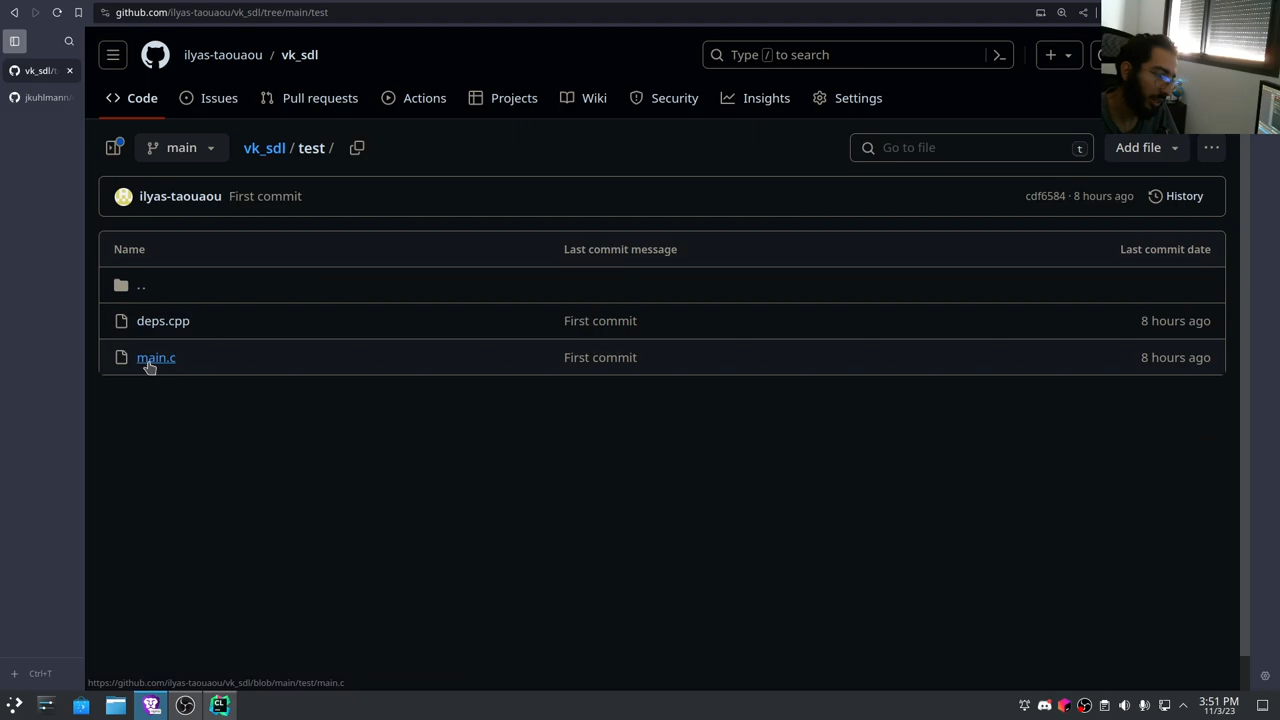 github.com/ilyas-taouaou/vk_sdl/tree/main/test
ilyas-taouaou / vk_sdl
Type / to search
vk_sdl/t
jkuhlmann/
Code
Issues
Pull requests
Actions
Projects
Wiki
Security
Insights
Settings
main
vk_sdl / test /
Go to file
t
Add file
ilyas-taouaou First commit
cdf6584 · 8 hours ago
History
Name
Last commit message
Last commit date
..
deps.cpp
First commit
8 hours ago
main.c
First commit
8 hours ago
Ctrl+T
https://github.com/ilyas-taouaou/vk_sdl/blob/main/test/main.c
CL
3:51 PM
11/3/23